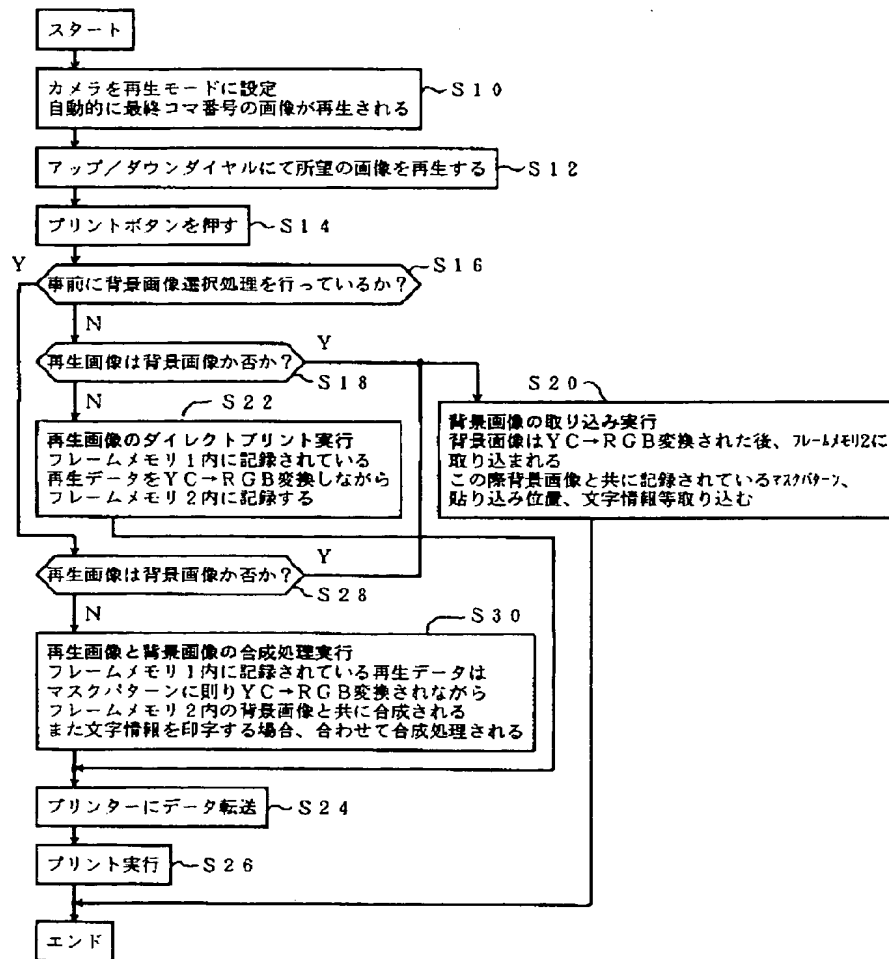 スタート
カメラを再生モードに設定
自動的に最終コマ番号の画像が再生される
S10
アップ/ダウンダイヤルにて所望の画像を再生する
S12
プリントボタンを押す
S14
事前に背景画像選択処理を行っているか?
S16
Y
N
再生画像は背景画像か否か?
S18
Y
N
S20
背景画像の取り込み実行
背景画像はYC→RGB変換された後、フレームメモリ2に
取り込まれる
この際背景画像と共に記録されているマスクパターン、
貼り込み位置、文字情報等取り込む
S22
再生画像のダイレクトプリント実行
フレームメモリ1内に記録されている
再生データをYC→RGB変換しながら
フレームメモリ2内に記録する
再生画像は背景画像か否か?
S28
Y
N
S30
再生画像と背景画像の合成処理実行
フレームメモリ1内に記録されている再生データは
マスクパターンに則りYC→RGB変換されながら
フレームメモリ2内の背景画像と共に合成される
また文字情報を印字する場合、合わせて合成処理される
プリンターにデータ転送
S24
プリント実行
S26
エンド